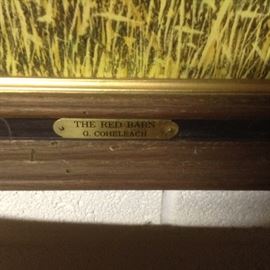 THE RED BARN
G. COHELEACH